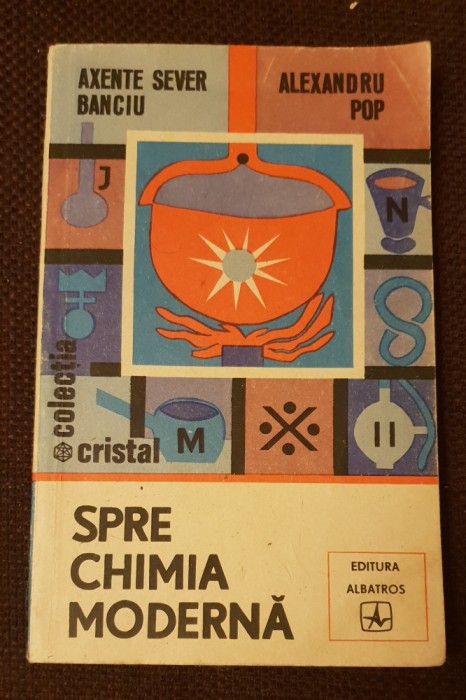 AXENTE SEVER
BANCIU
ALEXANDRU
POP
J
N
colecția
cristal
M
※
II
SPRE
CHIMIA
MODERNĂ
EDITURA
ALBATROS